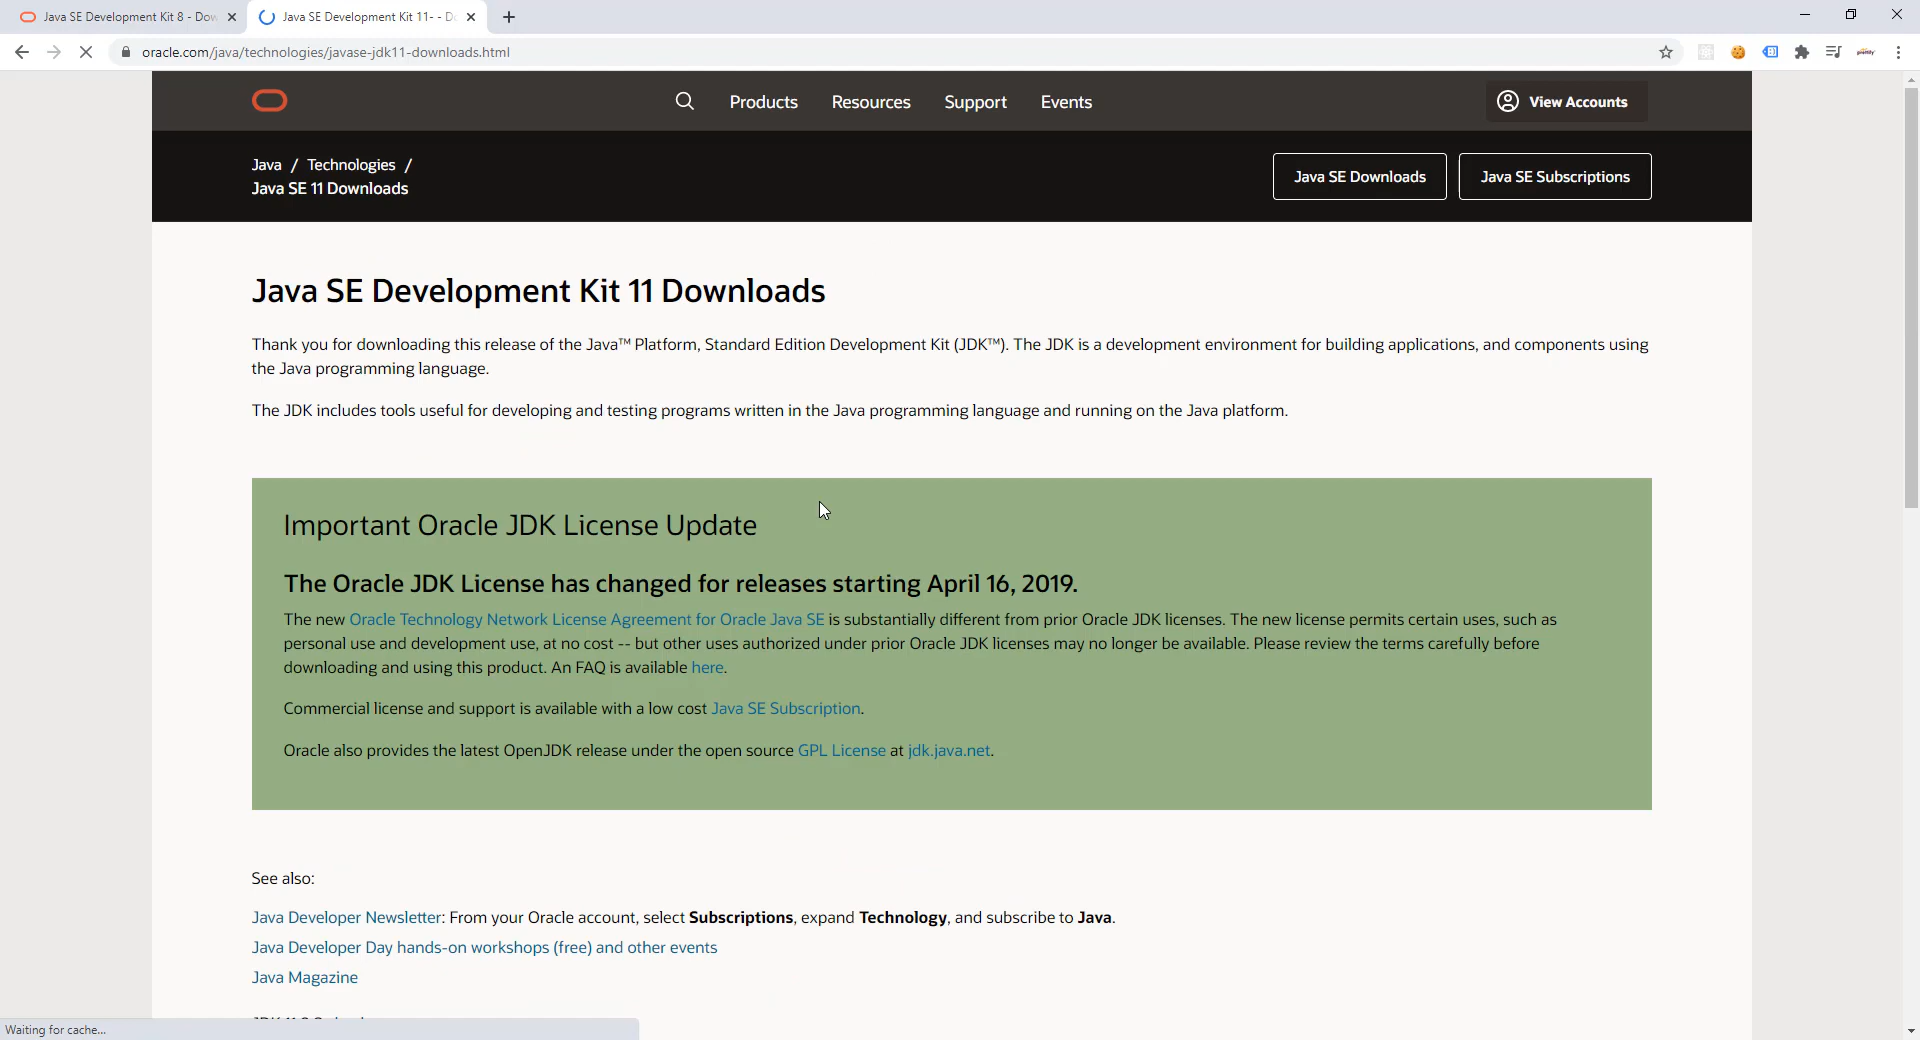 Java SE Development Kit 8 - Dow
Java SE Development Kit 11- - Do
oracle.com/java/technologies/javase-jdk11-downloads.html
Products
Resources
Support
Events
View Accounts
Java / Technologies /
Java SE 11 Downloads
Java SE Downloads
Java SE Subscriptions
Java SE Development Kit 11 Downloads
Thank you for downloading this release of the Java™ Platform, Standard Edition Development Kit (JDK™). The JDK is a development environment for building applications, and components using
the Java programming language.
The JDK includes tools useful for developing and testing programs written in the Java programming language and running on the Java platform.
Important Oracle JDK License Update
The Oracle JDK License has changed for releases starting April 16, 2019.
The new Oracle Technology Network License Agreement for Oracle Java SE is substantially different from prior Oracle JDK licenses. The new license permits certain uses, such as
personal use and development use, at no cost -- but other uses authorized under prior Oracle JDK licenses may no longer be available. Please review the terms carefully before
downloading and using this product. An FAQ is available here.
Commercial license and support is available with a low cost Java SE Subscription.
Oracle also provides the latest OpenJDK release under the open source GPL License at jdk.java.net.
See also:
Java Developer Newsletter: From your Oracle account, select Subscriptions, expand Technology, and subscribe to Java.
Java Developer Day hands-on workshops (free) and other events
Java Magazine
Waiting for cache...